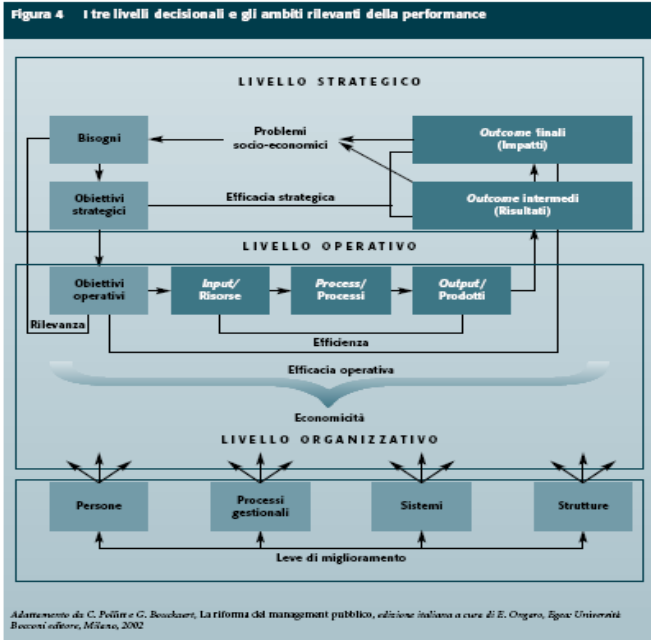 Figura 4 I tre livelli decisionali e gli ambiti rilevanti della performance
LIVELLO STRATEGICO
Bisogni
Problemi
socio-economici
Outcome finali
(Impatti)
Obiettivi
strategici
Efficacia strategica
Outcome intermedi
(Risultati)
LIVELLO OPERATIVO
Obiettivi
operativi
Input/
Risorse
Process/
Processi
Output/
Prodotti
Rilevanza
Efficienza
Efficacia operativa
Economicità
LIVELLO ORGANIZZATIVO
Persone
Processi
gestionali
Sistemi
Strutture
Leve di miglioramento
Adattamento da C. Pollitt e G. Bouckaert, La riforma del management pubblico, edizione italiana a cura di E. Ongaro, Egea: Università
Bocconi editore, Milano, 2002